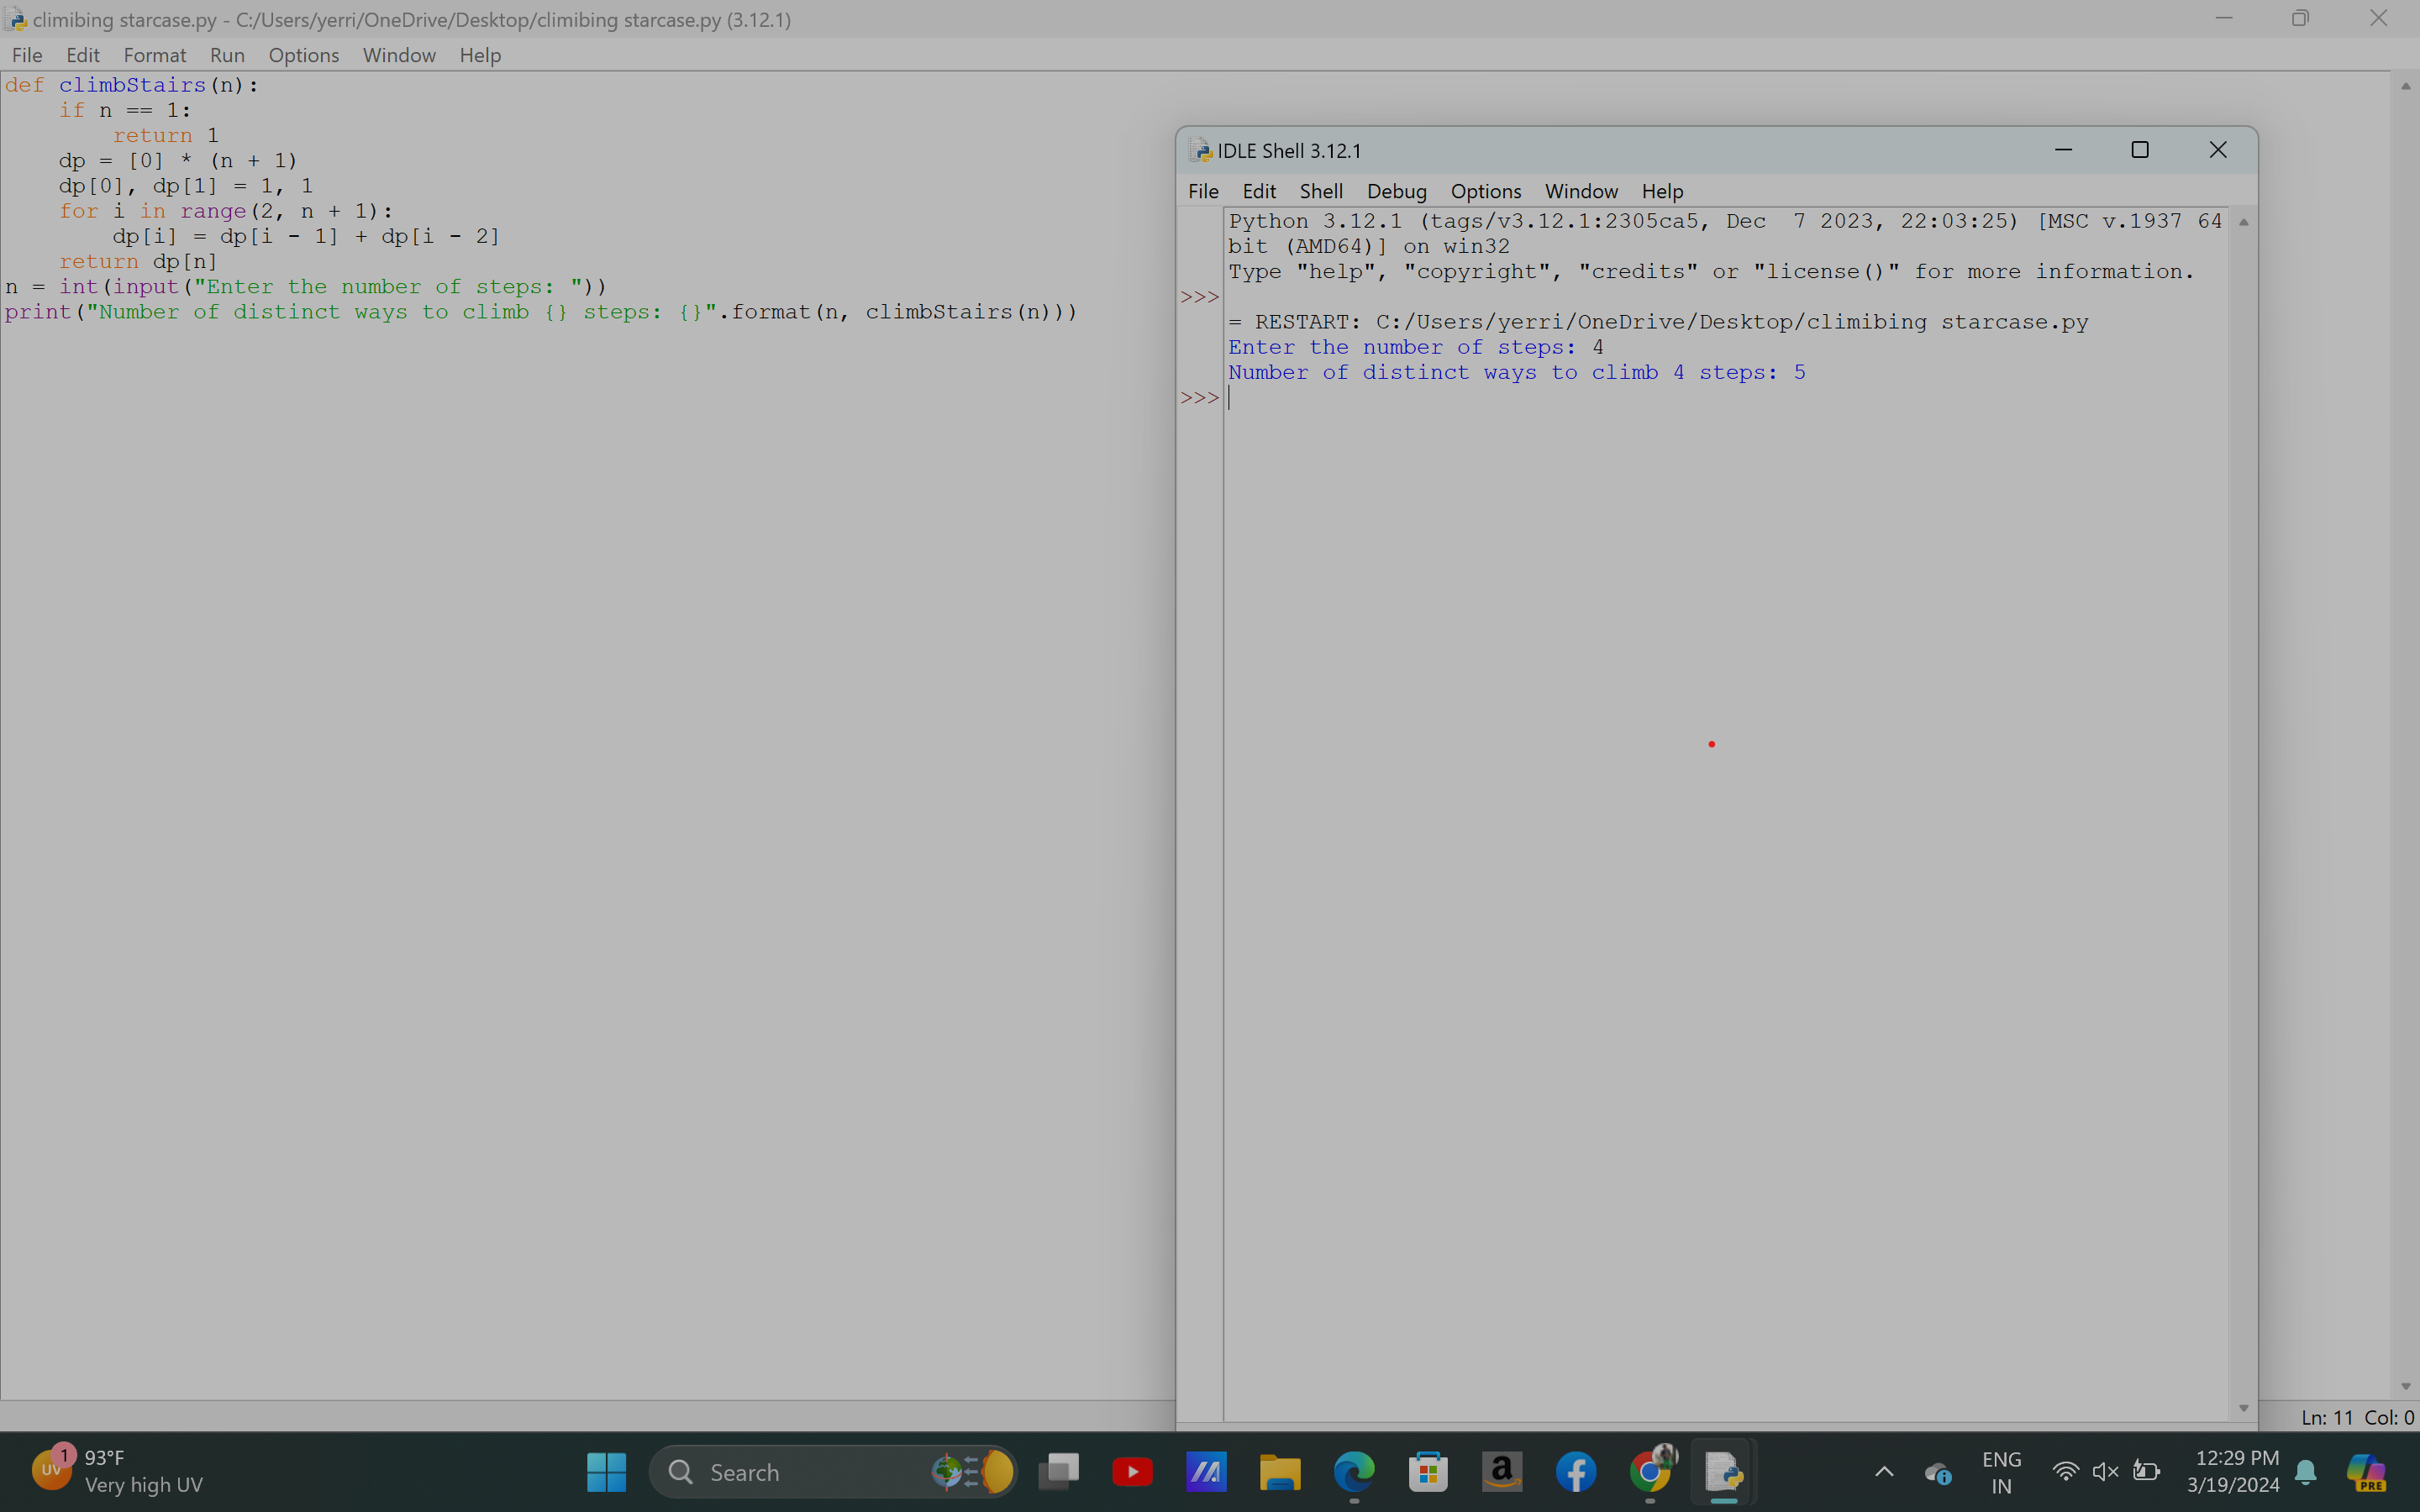 climibing starcase.py - C:/Users/yerri/OneDrive/Desktop/climibing starcase.py (3.12.1)
File Edit Format Run Options Window Help
def climbStairs(n):
    if n == 1:
        return 1
    dp = [0] * (n + 1)
    dp[0], dp[1] = 1, 1
    for i in range(2, n + 1):
        dp[i] = dp[i - 1] + dp[i - 2]
    return dp[n]
n = int(input("Enter the number of steps: "))
print("Number of distinct ways to climb {} steps: {}".format(n, climbStairs(n)))
IDLE Shell 3.12.1
File Edit Shell Debug Options Window Help
Python 3.12.1 (tags/v3.12.1:2305ca5, Dec  7 2023, 22:03:25) [MSC v.1937 64
bit (AMD64)] on win32
Type "help", "copyright", "credits" or "license()" for more information.
>>>
= RESTART: C:/Users/yerri/OneDrive/Desktop/climibing starcase.py
Enter the number of steps: 4
Number of distinct ways to climb 4 steps: 5
>>>
Ln: 11 Col: 0
UV 1 93°F
Very high UV
Search
a
ENG
IN
12:29 PM
3/19/2024
PRE